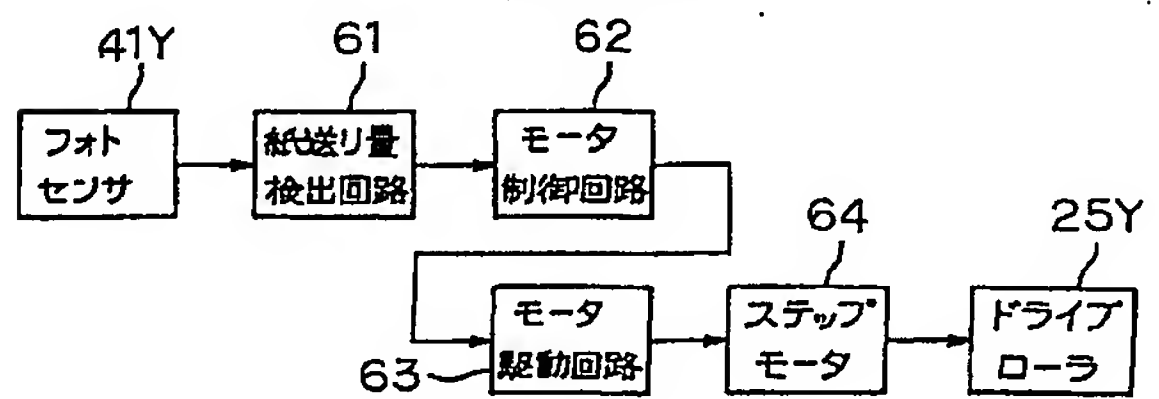 41Y
61
62
フォト
センサ
紙送り量
検出回路
モータ
制御回路
64
25Y
モータ
駆動回路
63
ステップ
モータ
ドライブ
ローラ